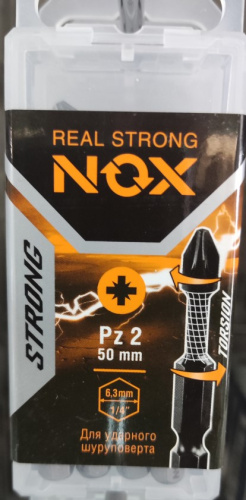 REAL STRONG
NOX
STRONG
Pz 2
50 mm
TORSION
6,3mm
1/4"
Для ударного
шуруповерта